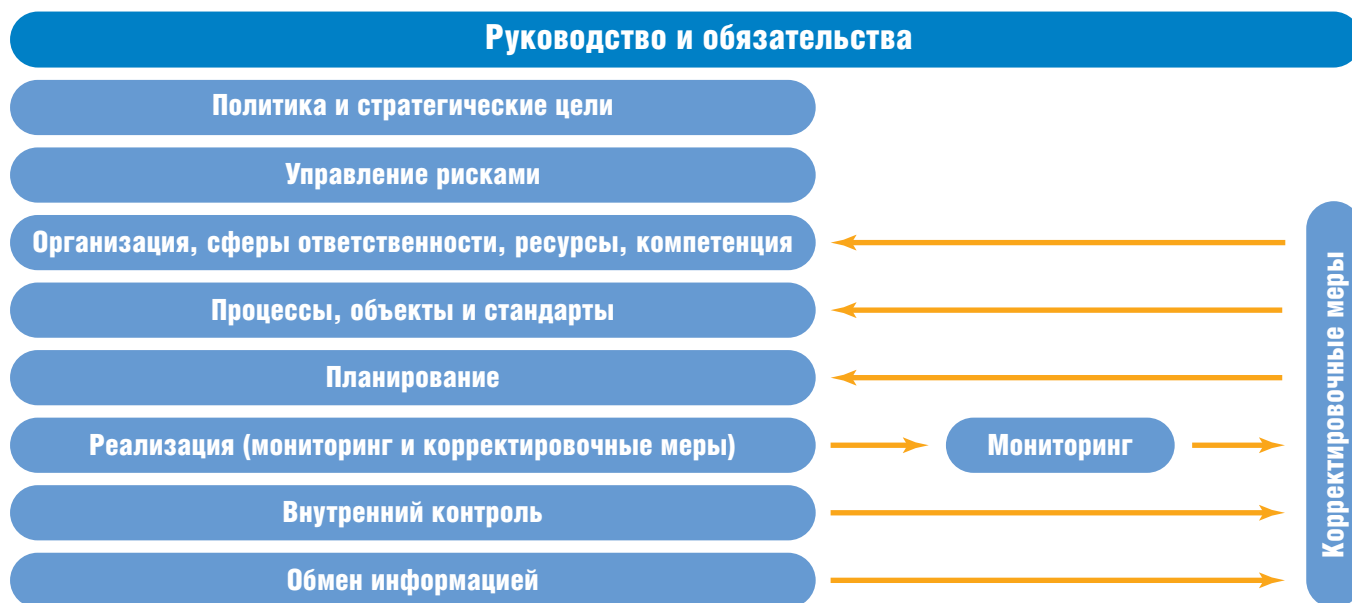 Руководство и обязательства
Политика и стратегические цели
Управление рисками
Организация, сферы ответственности, ресурсы, компетенция
Процессы, объекты и стандарты
Планирование
Реализация (мониторинг и корректировочные меры)
Мониторинг
Внутренний контроль
Обмен информацией
Корректировочные меры